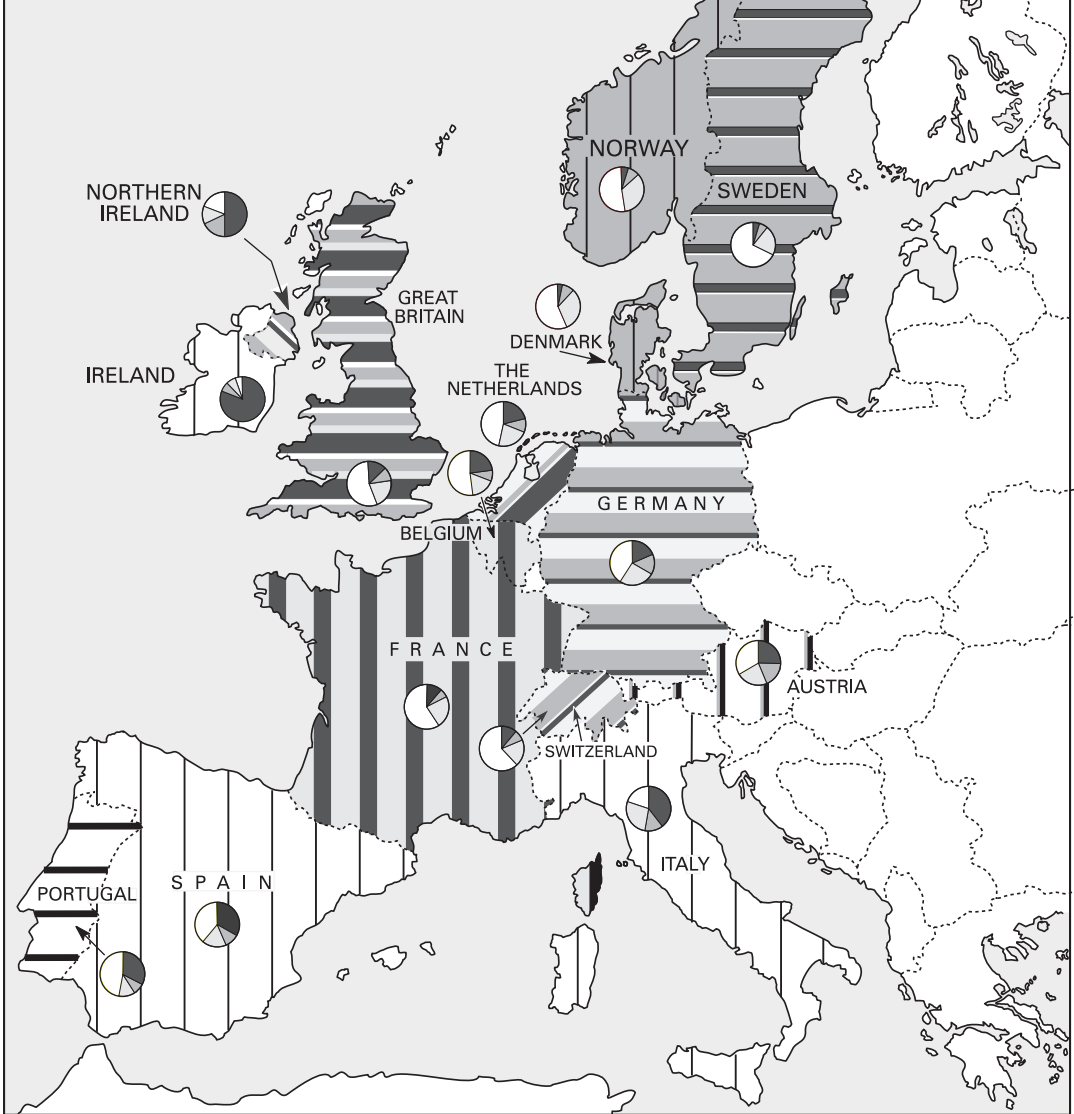 NORWAY
SWEDEN
NORTHERN
IRELAND
GREAT
BRITAIN
DENMARK
IRELAND
THE
NETHERLANDS
GERMANY
BELGIUM
FRANCE
AUSTRIA
SWITZERLAND
ITALY
SPAIN
PORTUGAL